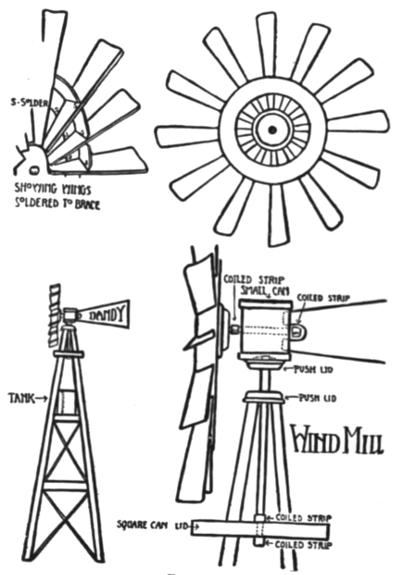 S-SOLDER
SHOWING WINGS
SOLDERED TO BRACE
COILED STRIP
SMALL CAN
COILED STRIP
DANDY
PUSH LID
TANK
PUSH LID
WIND MILL
SQUARE CAN LID
COILED STRIP
COILED STRIP